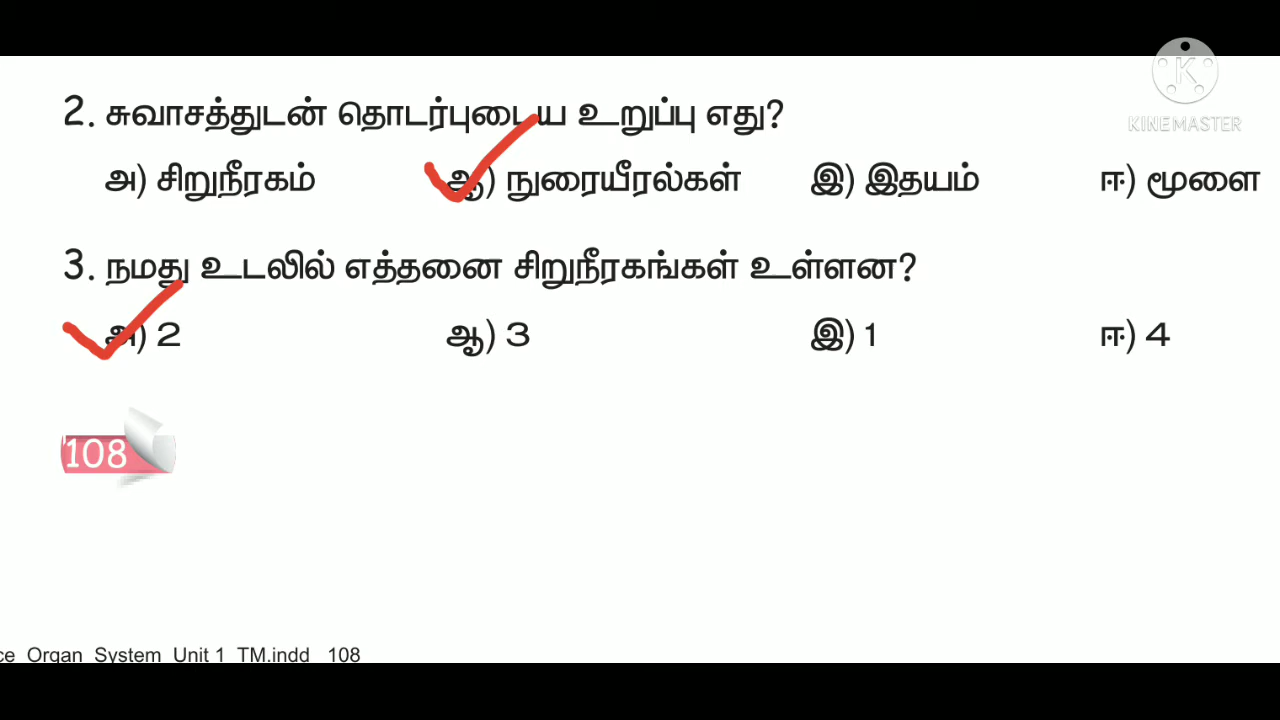 KINEMASTER
2. சுவாசத்துடன் தொடர்புடைய உறுப்பு எது?
அ) சிறுநீரகம் ஆ) நுரையீரல்கள் இ) இதயம் ஈ) மூளை
3. நமது உடலில் எத்தனை சிறுநீரகங்கள் உள்ளன?
அ) 2 ஆ) 3 இ) 1 ஈ) 4
108
ce Organ System Unit 1 TM.indd 108